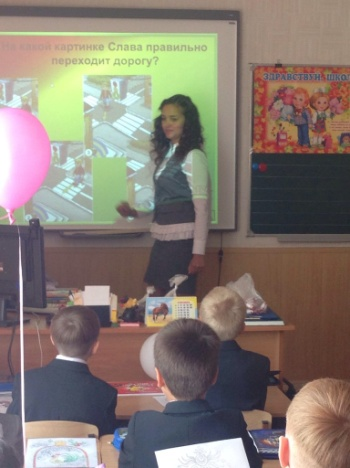 На какой картинке Слава правильно
переходит дорогу?
ЗДРАВСТВУЙ, ШКОЛА